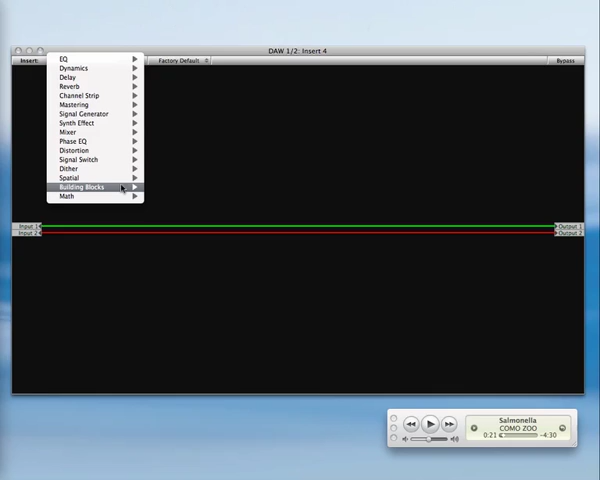 DAW 1/2: Insert 4
Insert:
Factory Default
Bypass
EQ
Dynamics
Delay
Reverb
Channel Strip
Mastering
Signal Generator
Synth Effect
Mixer
Phase EQ
Distortion
Signal Switch
Dither
Spatial
Building Blocks
Math
Input 1
Output 1
Input 2
Output 2
Salmonella
COMO ZOO
0:21
-4:30